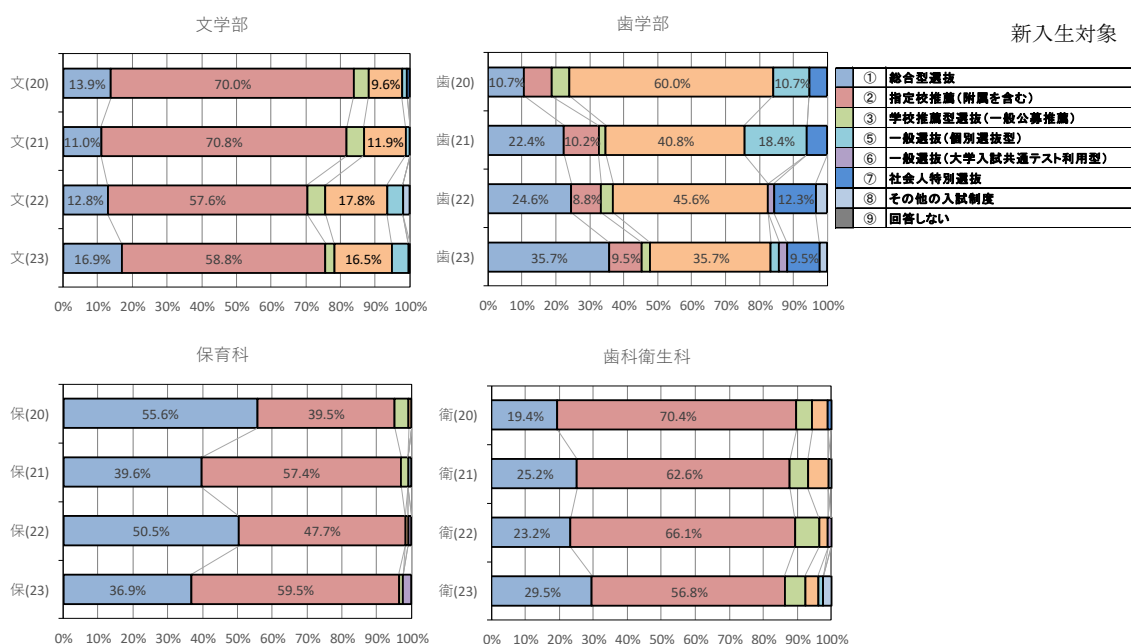 新入生対象
文学部
文(20) 13.9% 70.0% 9.6%
文(21) 11.0% 70.8% 11.9%
文(22) 12.8% 57.6% 17.8%
文(23) 16.9% 58.8% 16.5%
0% 10% 20% 30% 40% 50% 60% 70% 80% 90% 100%
歯学部
歯(20) 10.7% 60.0% 10.7%
歯(21) 22.4% 10.2% 40.8% 18.4%
歯(22) 24.6% 8.8% 45.6% 12.3%
歯(23) 35.7% 9.5% 35.7% 9.5%
0% 10% 20% 30% 40% 50% 60% 70% 80% 90% 100%
① 総合型選抜
② 指定校推薦(附属を含む)
③ 学校推薦型選抜(一般公募推薦)
⑤ 一般選抜(個別選抜型)
⑥ 一般選抜(大学入試共通テスト利用型)
⑦ 社会人特別選抜
⑧ その他の入試制度
⑨ 回答しない
保育科
保(20) 55.6% 39.5%
保(21) 39.6% 57.4%
保(22) 50.5% 47.7%
保(23) 36.9% 59.5%
0% 10% 20% 30% 40% 50% 60% 70% 80% 90% 100%
歯科衛生科
衛(20) 19.4% 70.4%
衛(21) 25.2% 62.6%
衛(22) 23.2% 66.1%
衛(23) 29.5% 56.8%
0% 10% 20% 30% 40% 50% 60% 70% 80% 90% 100%